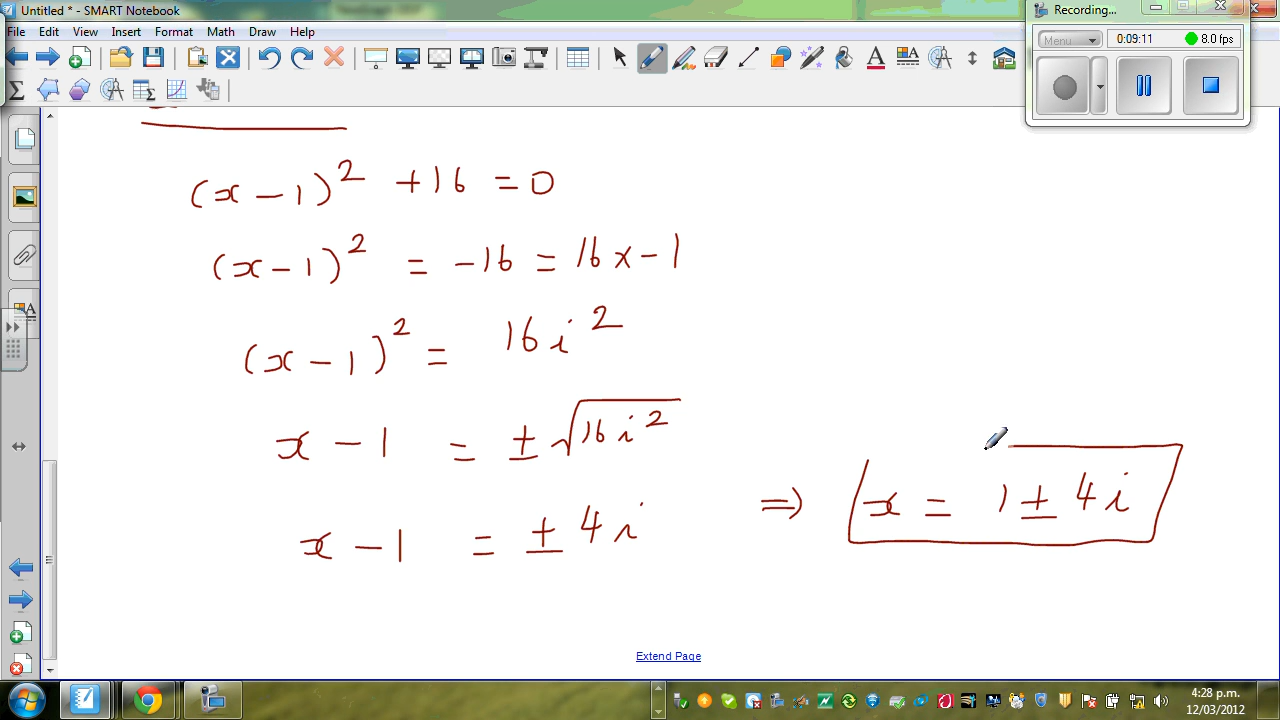 Untitled * - SMART Notebook
Recording...
File Edit View Insert Format Math Draw Help
Menu
0:09:11
8.0 fps
(x-1)² +16 =0
(x-1)² = -16 = 16x-1
(x-1)² = 16i²
x-1 = ±√16i²
x-1 = ±4i ⇒ x = 1±4i
Extend Page
4:28 p.m.
12/03/2012